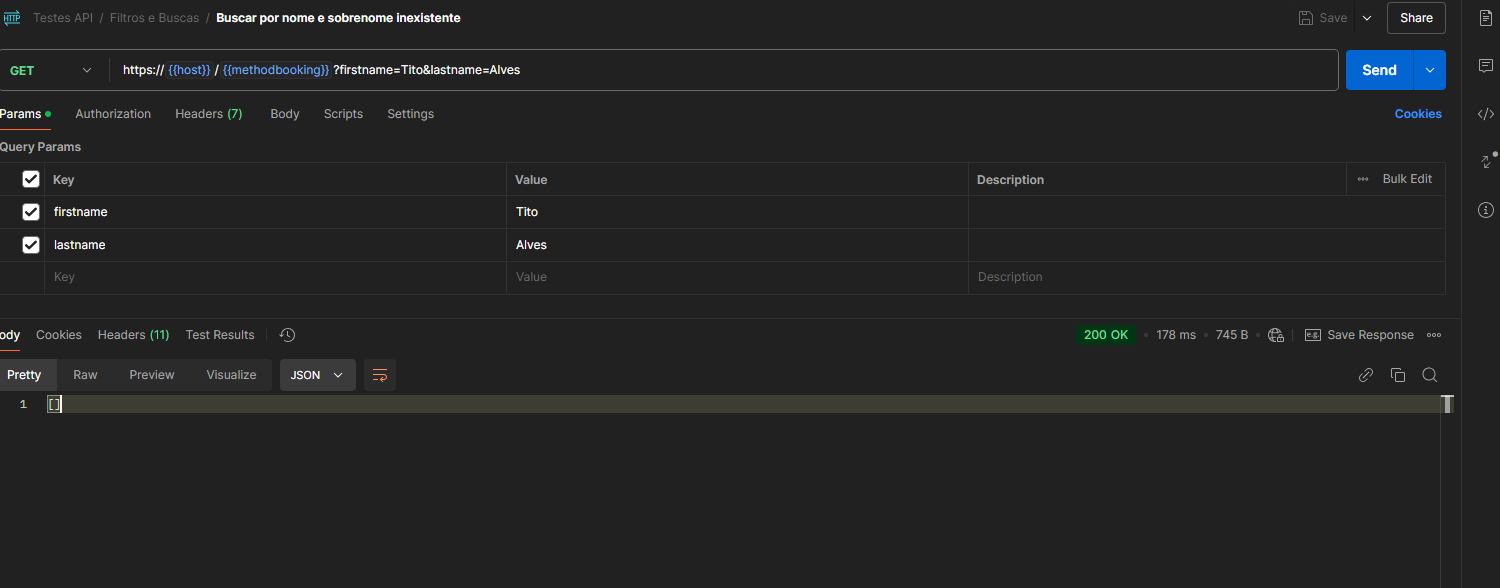 HTTP Testes API / Filtros e Buscas / Buscar por nome e sobrenome inexistente Save Share
GET https:// {{host}} / {{methodbooking}} ?firstname=Tito&lastname=Alves Send
Params Authorization Headers (7) Body Scripts Settings Cookies
Query Params
Key Value Description Bulk Edit
firstname Tito
lastname Alves
Key Value Description
ody Cookies Headers (11) Test Results 200 OK 178 ms 745 B e.g. Save Response
Pretty Raw Preview Visualize JSON
1 []